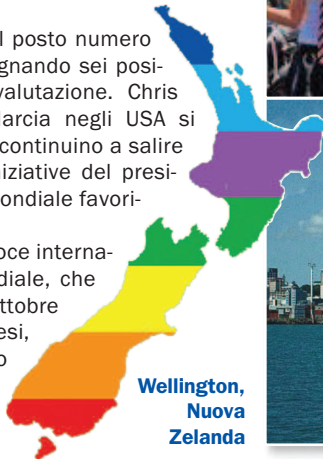 l posto numero
gnando sei posi-
valutazione. Chris
arcia negli USA si
continuino a salire
niziative del presi-
ondiale favori-
oce interna-
diale, che
ttobre
esi,
o
Wellington,
Nuova
Zelanda